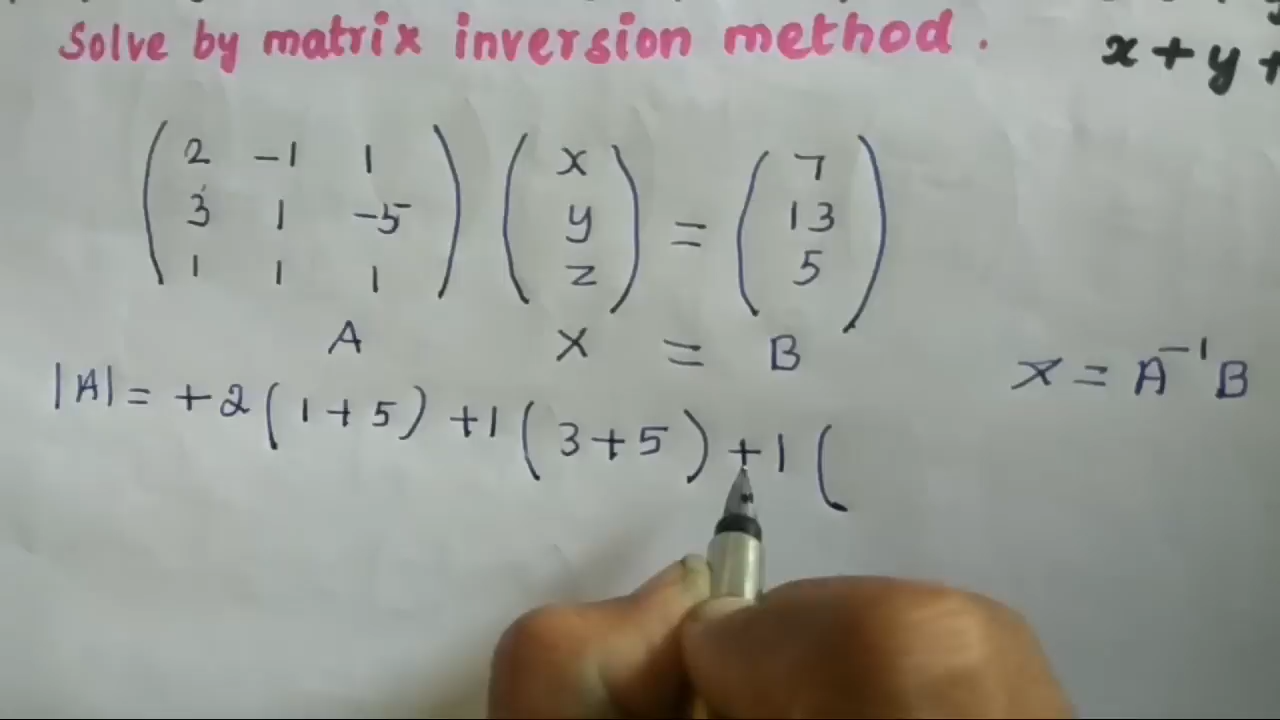 Solve by matrix inversion method .
x + y +
( 2 -1 1 ) ( x ) = ( 7 )
( 3 1 -5 ) ( y ) ( 13 )
( 1 1 1 ) ( z ) ( 5 )
A X = B
X = A⁻¹ B
|A| = +2 ( 1 + 5 ) +1 ( 3 + 5 ) +1 (